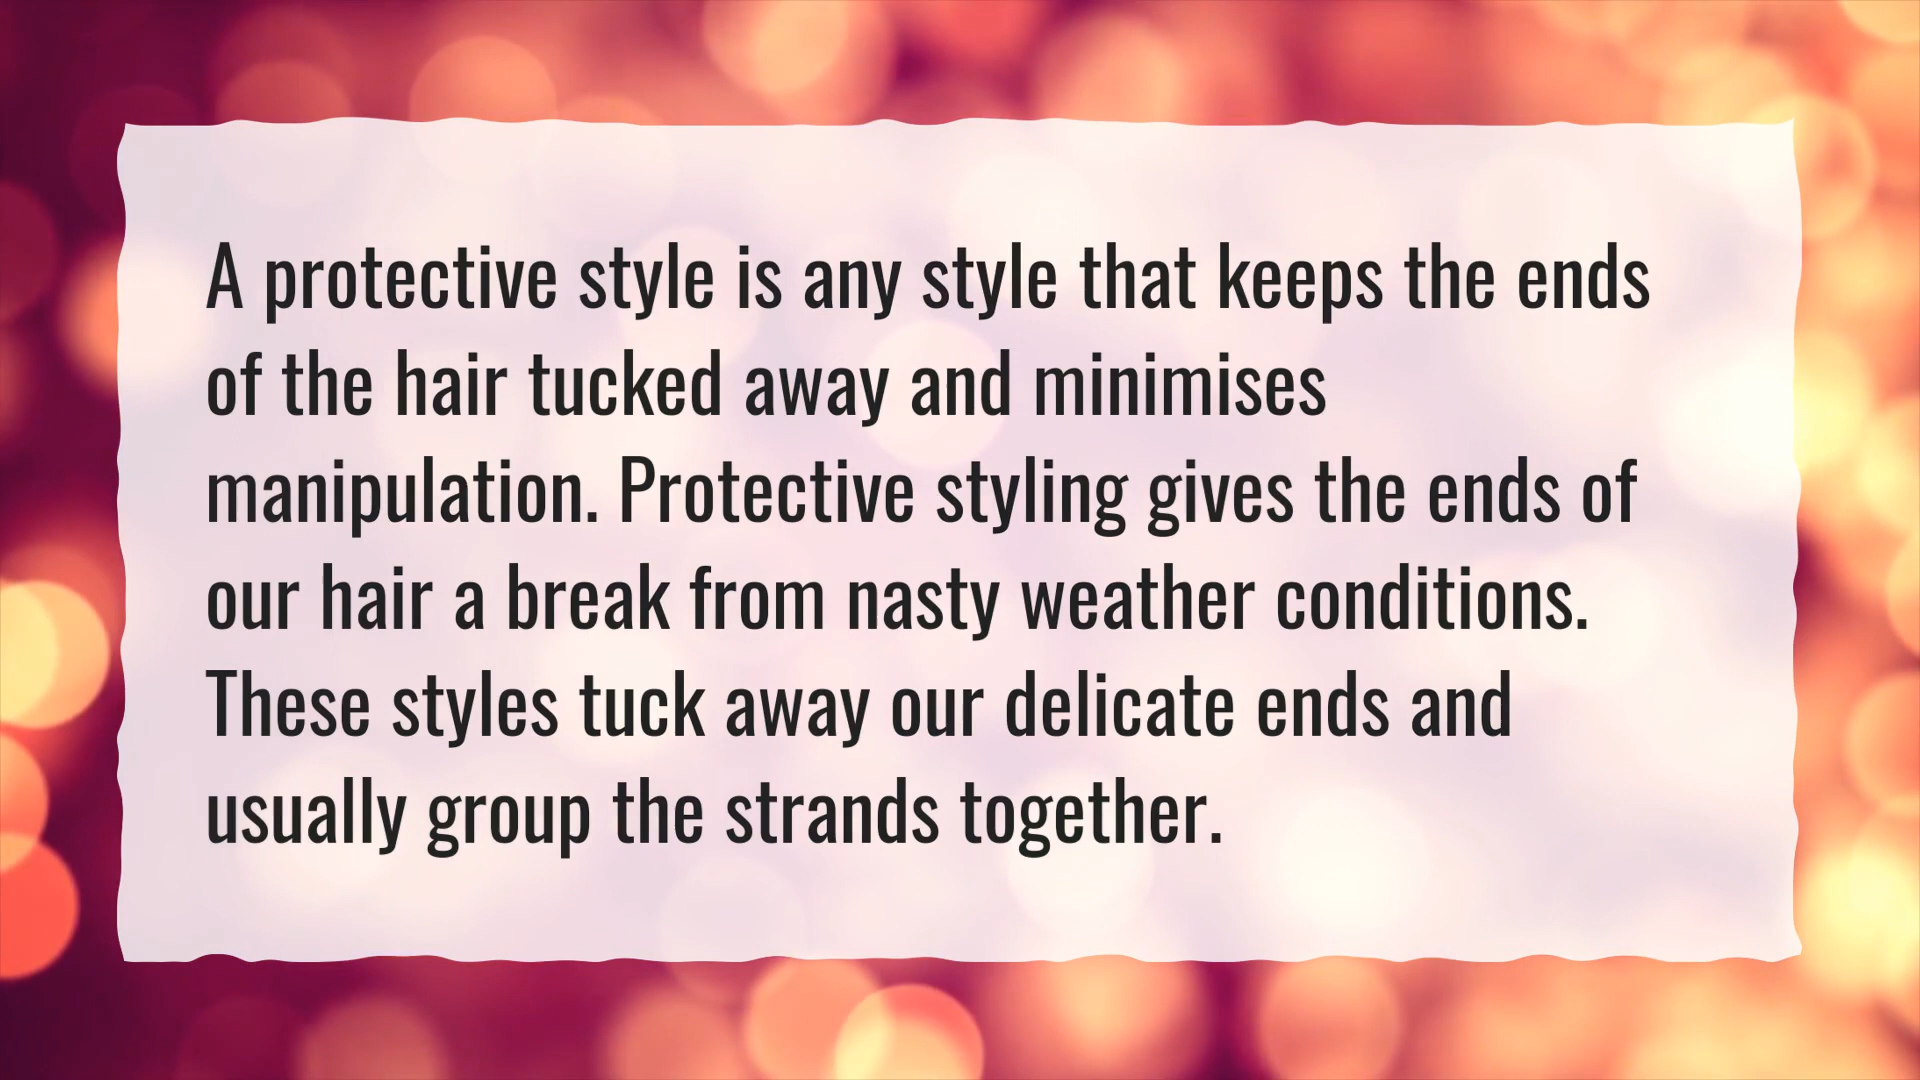 A protective style is any style that keeps the ends
of the hair tucked away and minimises
manipulation. Protective styling gives the ends of
our hair a break from nasty weather conditions.
These styles tuck away our delicate ends and
usually group the strands together.